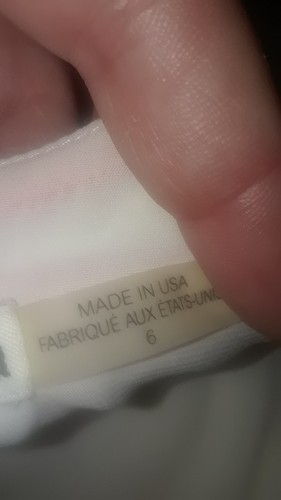 MADE IN USA
FABRIQUÉ AUX ÉTATS-UNIS
6